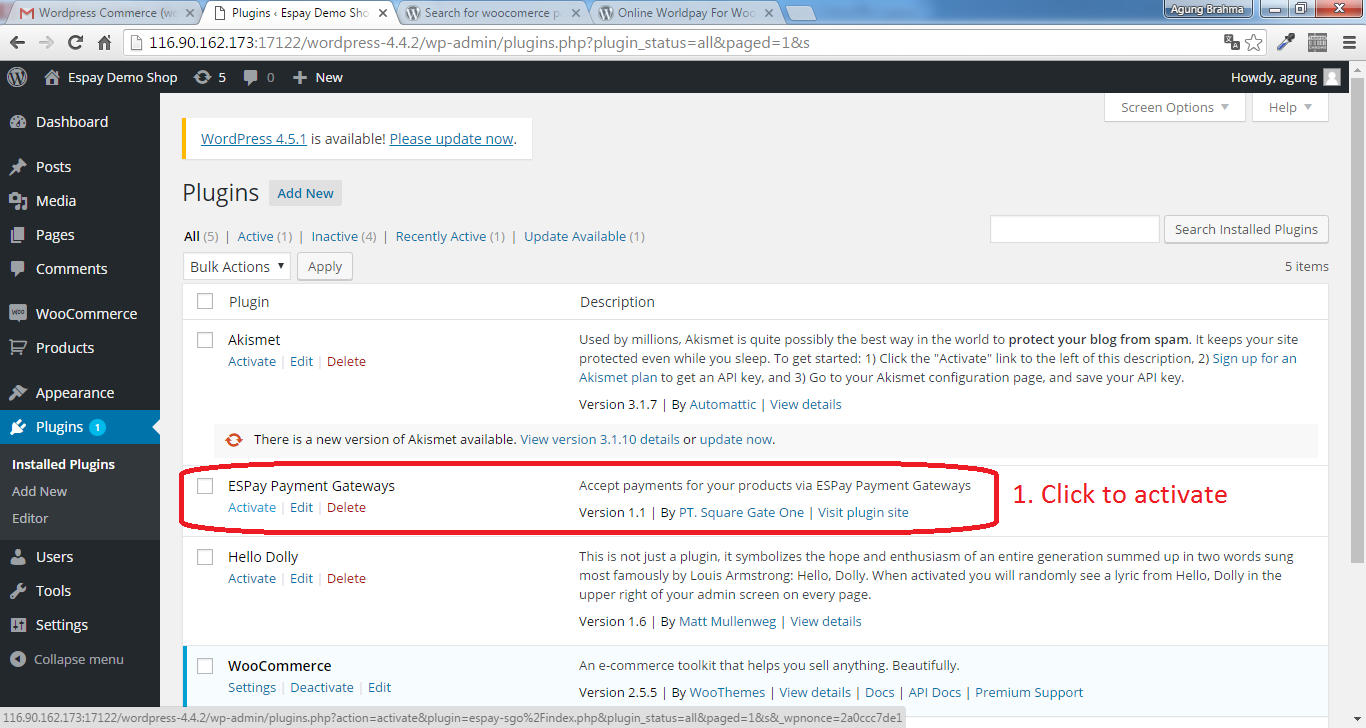 Wordpress Commerce (wo
Plugins ‹ Espay Demo Sho
Search for woocomerce p
Online Worldpay For Woo
Agung Brahma
116.90.162.173:17122/wordpress-4.4.2/wp-admin/plugins.php?plugin_status=all&paged=1&s
Espay Demo Shop 5 0 New
Howdy, agung
Screen Options Help
Dashboard
Posts
Media
Pages
Comments
WooCommerce
Products
Appearance
Plugins 1
Installed Plugins
Add New
Editor
Users
Tools
Settings
Collapse menu
WordPress 4.5.1 is available! Please update now.
Plugins Add New
All (5) | Active (1) | Inactive (4) | Recently Active (1) | Update Available (1)
Search Installed Plugins
Bulk Actions Apply
5 items
Plugin Description
Akismet
Activate | Edit | Delete
Used by millions, Akismet is quite possibly the best way in the world to protect your blog from spam. It keeps your site
protected even while you sleep. To get started: 1) Click the "Activate" link to the left of this description, 2) Sign up for an
Akismet plan to get an API key, and 3) Go to your Akismet configuration page, and save your API key.
Version 3.1.7 | By Automattic | View details
There is a new version of Akismet available. View version 3.1.10 details or update now.
ESPay Payment Gateways
Activate | Edit | Delete
Accept payments for your products via ESPay Payment Gateways
Version 1.1 | By PT. Square Gate One | Visit plugin site
1. Click to activate
Hello Dolly
Activate | Edit | Delete
This is not just a plugin, it symbolizes the hope and enthusiasm of an entire generation summed up in two words sung
most famously by Louis Armstrong: Hello, Dolly. When activated you will randomly see a lyric from Hello, Dolly in the
upper right of your admin screen on every page.
Version 1.6 | By Matt Mullenweg | View details
WooCommerce
Settings | Deactivate | Edit
An e-commerce toolkit that helps you sell anything. Beautifully.
Version 2.5.5 | By WooThemes | View details | Docs | API Docs | Premium Support
116.90.162.173:17122/wordpress-4.4.2/wp-admin/plugins.php?action=activate&plugin=espay-sgo%2Findex.php&plugin_status=all&paged=1&s&_wpnonce=2a0ccc7de1